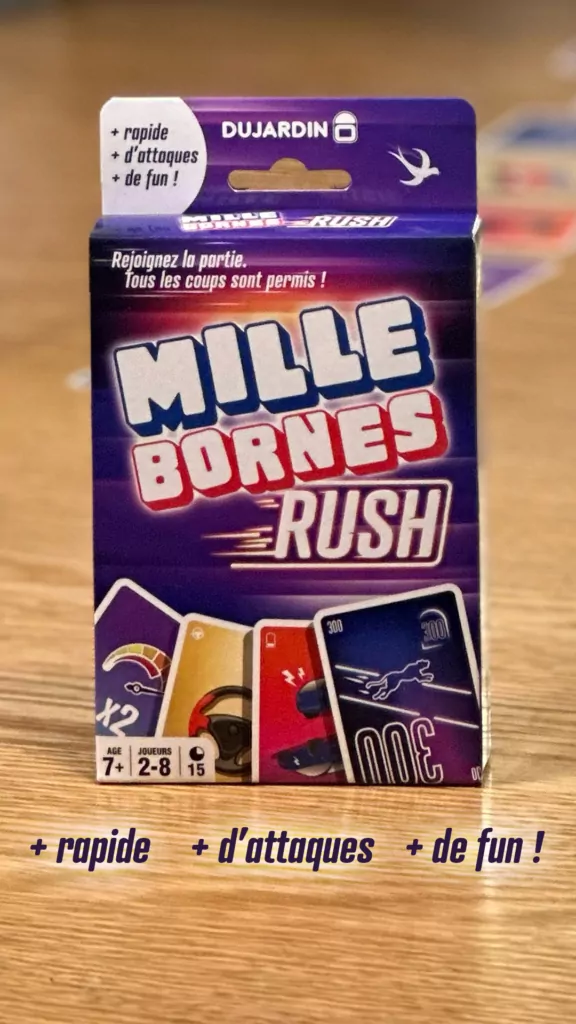 + rapide
+ d'attaques
+ de fun !
DUJARDIN
MILLE BORNES RUSH
Rejoignez la partie.
Tous les coups sont permis !
MILLE
BORNES
RUSH
x2
300
300
300
AGE
7+
JOUEURS
2-8
15
+ rapide + d'attaques + de fun !